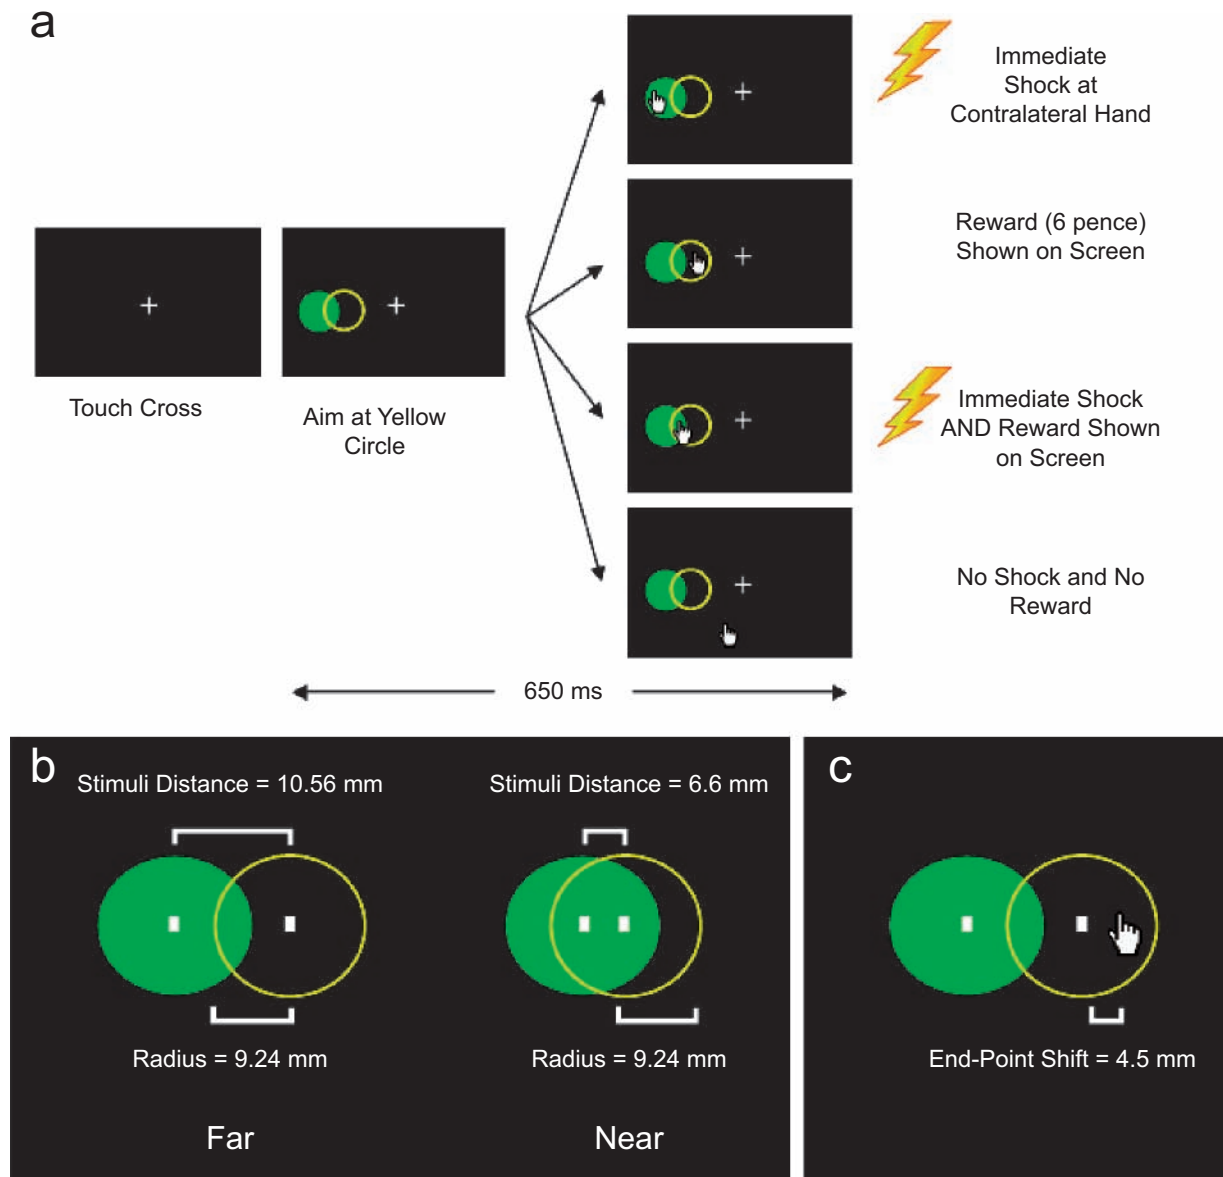 a
Immediate
Shock at
Contralateral Hand
Reward (6 pence)
Shown on Screen
Touch Cross
Aim at Yellow
Circle
Immediate Shock
AND Reward Shown
on Screen
No Shock and No
Reward
650 ms
b
Stimuli Distance = 10.56 mm
Stimuli Distance = 6.6 mm
Radius = 9.24 mm
Radius = 9.24 mm
Far
Near
c
End-Point Shift = 4.5 mm